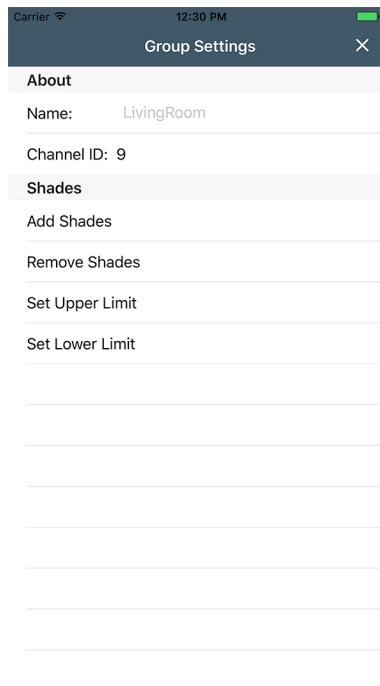 Carrier 12:30 PM
Group Settings
About
Name: LivingRoom
Channel ID: 9
Shades
Add Shades
Remove Shades
Set Upper Limit
Set Lower Limit